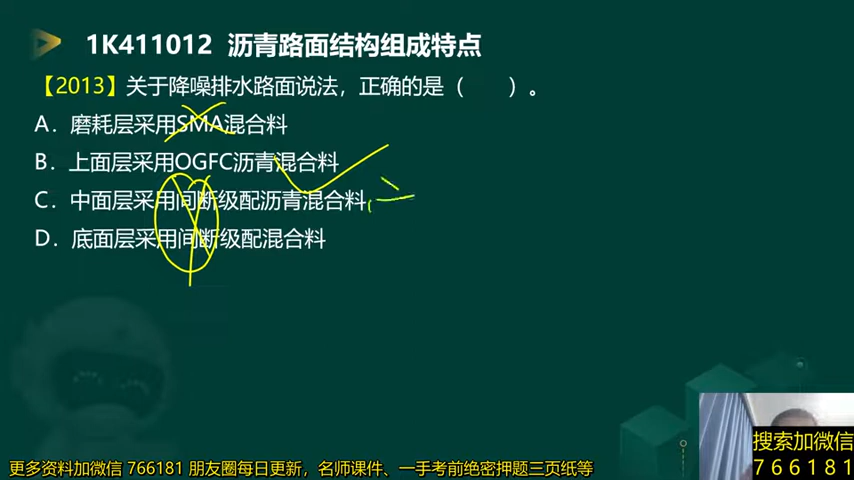 1K411012 沥青路面结构组成特点
【2013】关于降噪排水路面说法，正确的是（ ）。
A．磨耗层采用SMA混合料
B．上面层采用OGFC沥青混合料
C．中面层采用间断级配沥青混合料
D．底面层采用间断级配混合料
搜索加微信
766181
更多资料加微信 766181 朋友圈每日更新，名师课件、一手考前绝密押题三页纸等